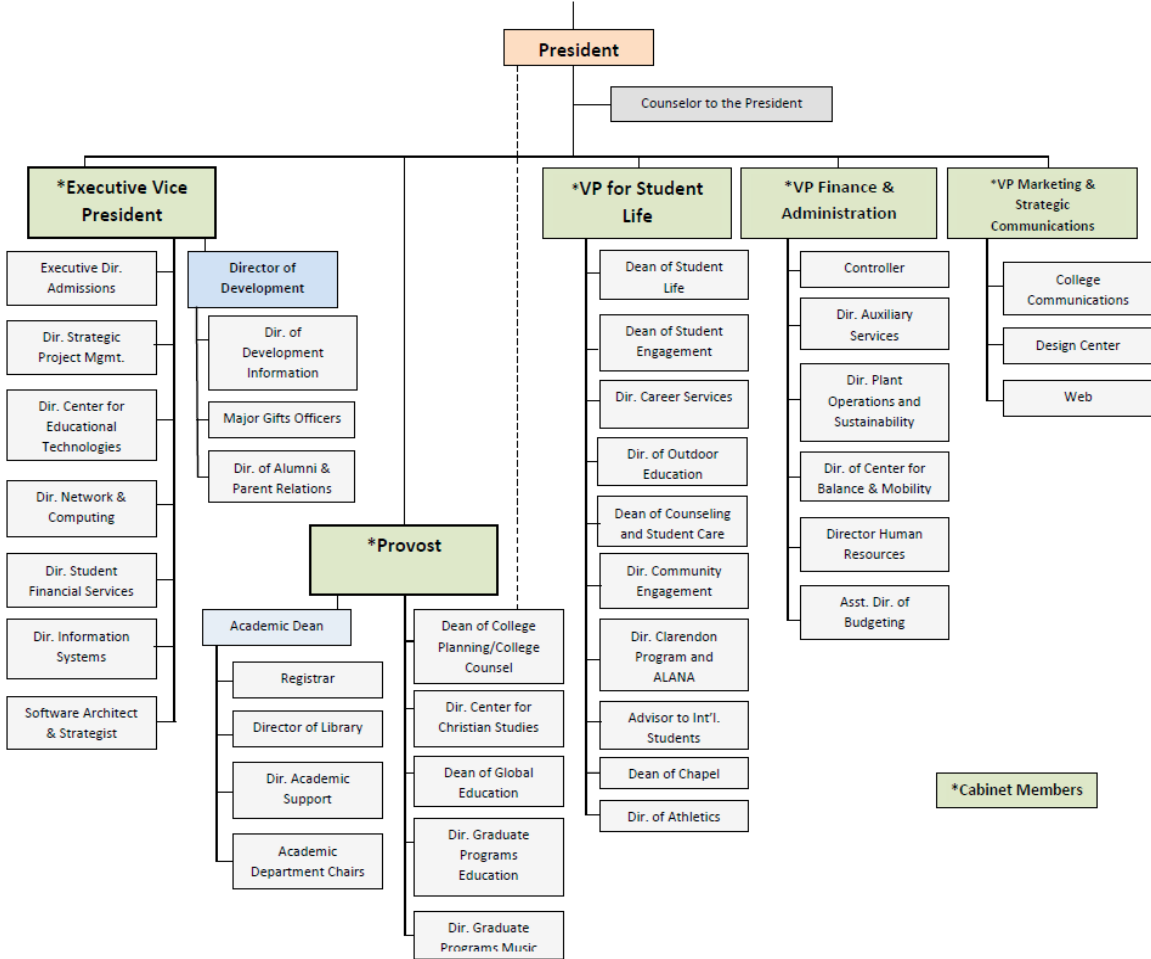 President
Counselor to the President
*Executive Vice
President
Executive Dir.
Admissions
Dir. Strategic
Project Mgmt.
Dir. Center for
Educational
Technologies
Dir. Network &
Computing
Dir. Student
Financial Services
Dir. Information
Systems
Software Architect
& Strategist
Director of
Development
Dir. of
Development
Information
Major Gifts Officers
Dir. of Alumni &
Parent Relations
*Provost
Academic Dean
Registrar
Director of Library
Dir. Academic
Support
Academic
Department Chairs
Dean of College
Planning/College
Counsel
Dir. Center for
Christian Studies
Dean of Global
Education
Dir. Graduate
Programs
Education
Dir. Graduate
Programs Music
*VP for Student
Life
Dean of Student
Life
Dean of Student
Engagement
Dir. Career Services
Dir. of Outdoor
Education
Dean of Counseling
and Student Care
Dir. Community
Engagement
Dir. Clarendon
Program and
ALANA
Advisor to Int'l.
Students
Dean of Chapel
Dir. of Athletics
*VP Finance &
Administration
Controller
Dir. Auxiliary
Services
Dir. Plant
Operations and
Sustainability
Dir. of Center for
Balance & Mobility
Director Human
Resources
Asst. Dir. of
Budgeting
*VP Marketing &
Strategic
Communications
College
Communications
Design Center
Web
*Cabinet Members